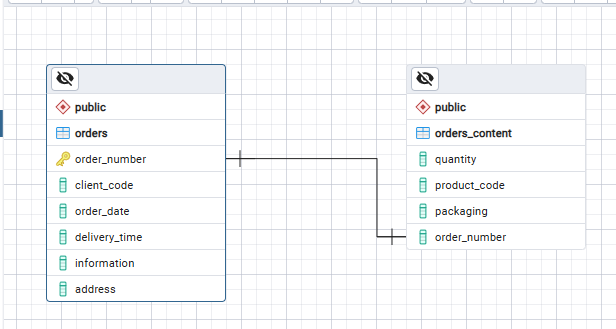 public
orders
order_number
client_code
order_date
delivery_time
information
address
public
orders_content
quantity
product_code
packaging
order_number